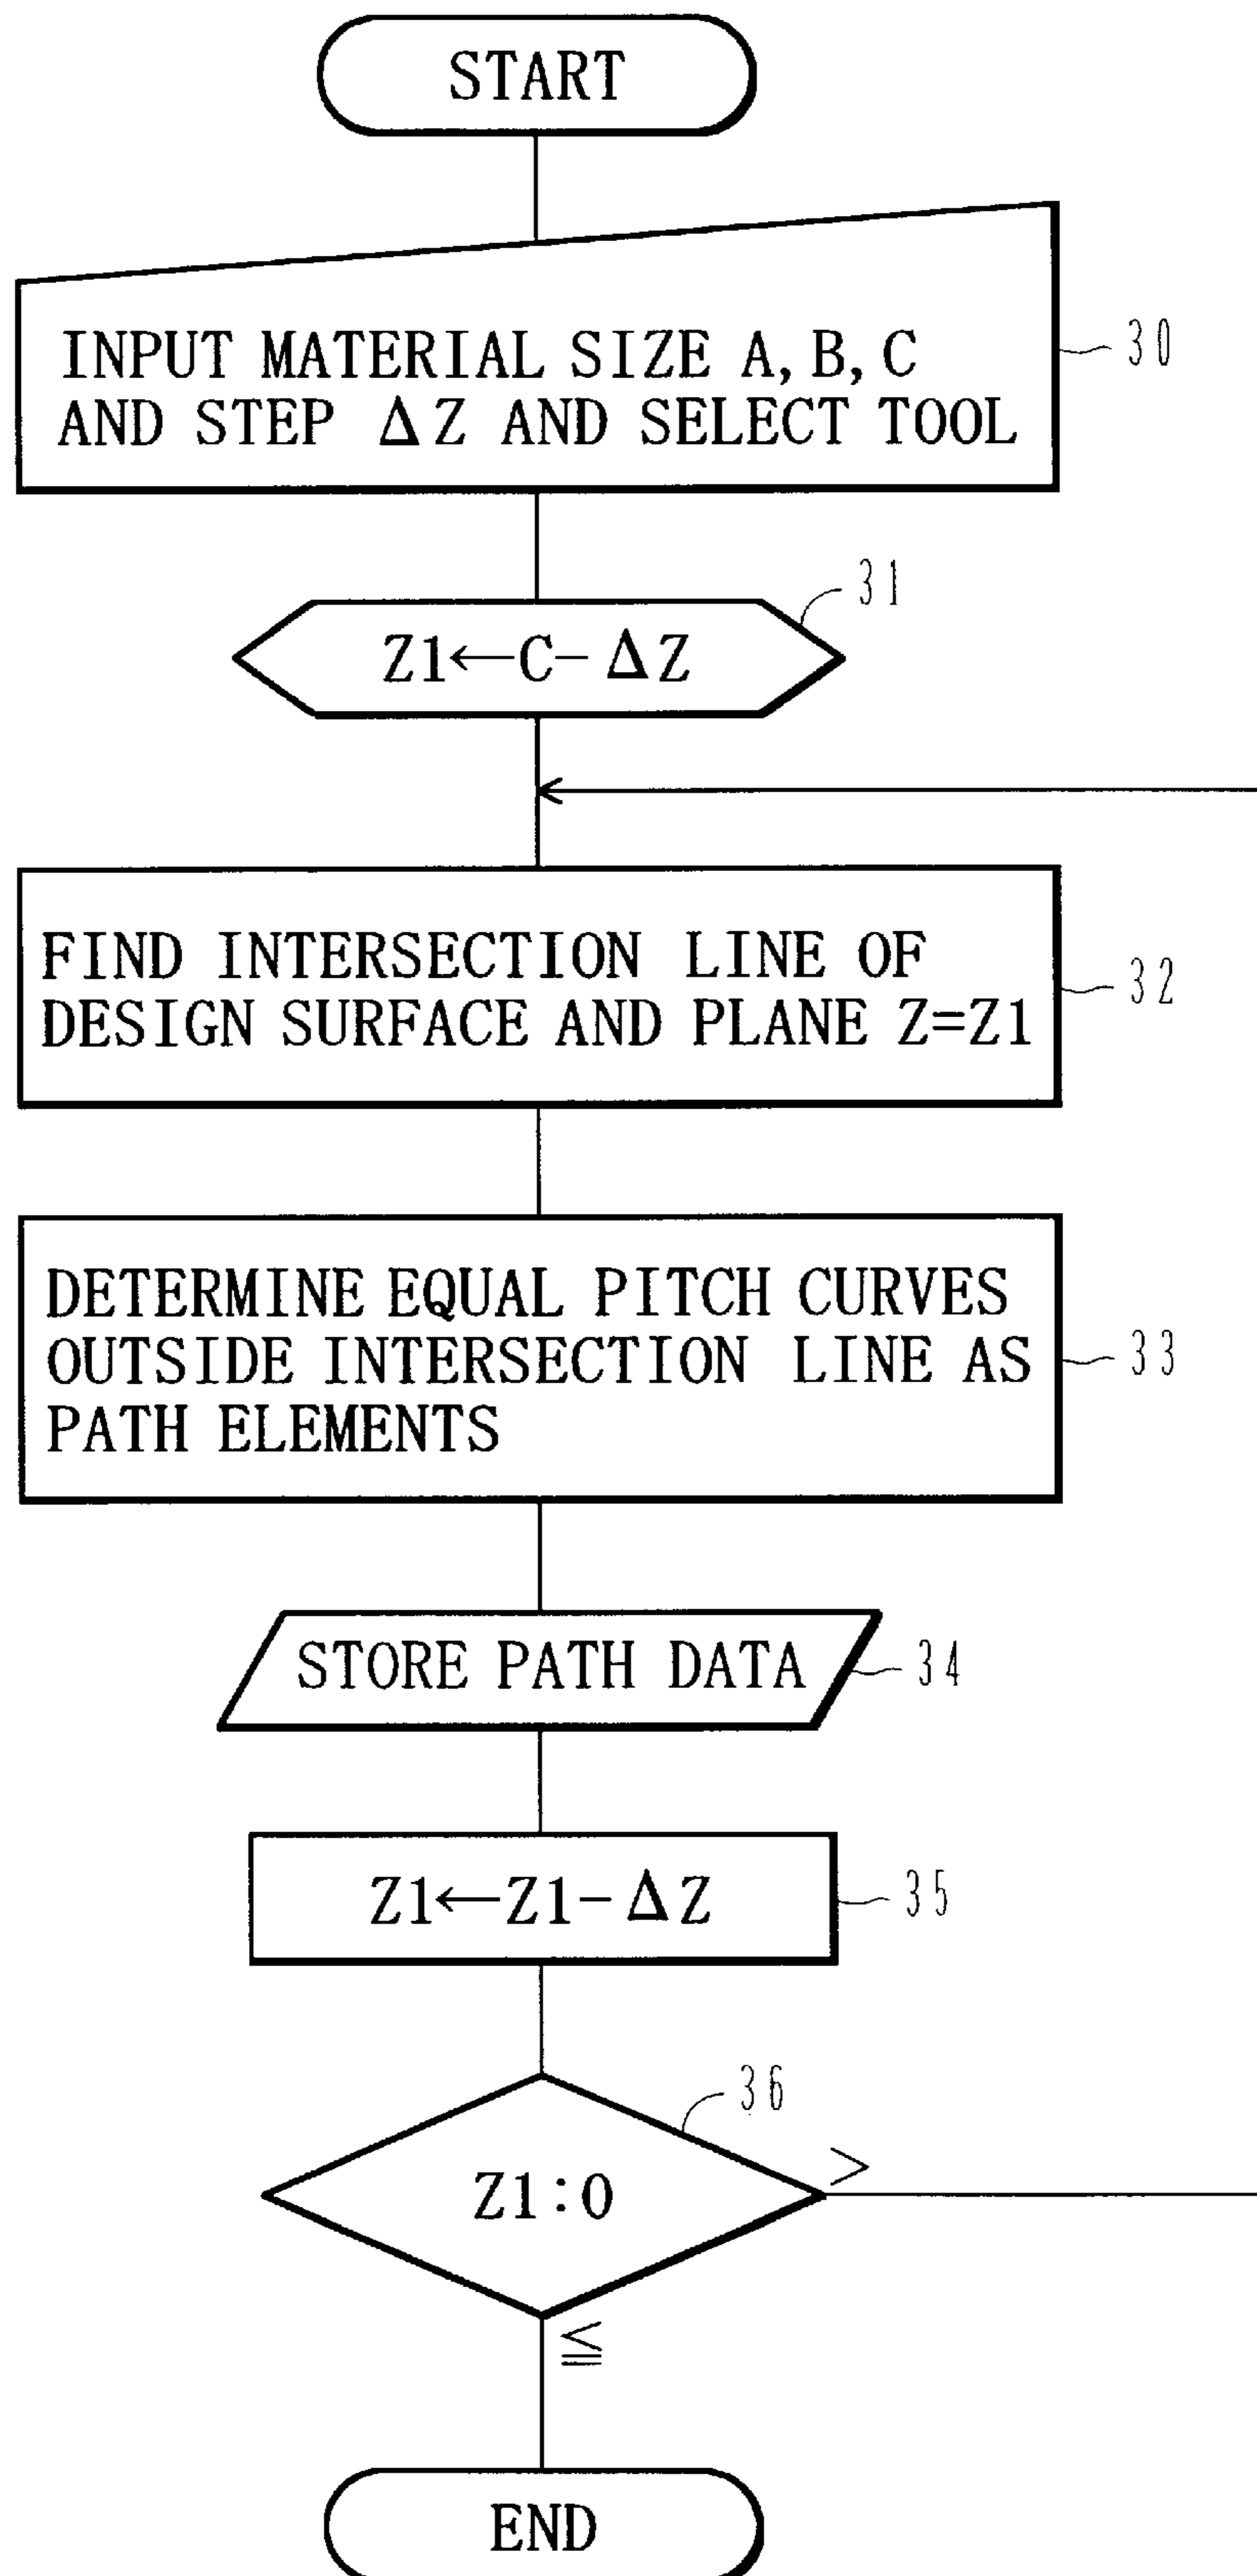 START
INPUT MATERIAL SIZE A, B, C
AND STEP ΔZ AND SELECT TOOL
30
31
Z1←C-ΔZ
FIND INTERSECTION LINE OF
DESIGN SURFACE AND PLANE Z=Z1
32
DETERMINE EQUAL PITCH CURVES
OUTSIDE INTERSECTION LINE AS
PATH ELEMENTS
33
STORE PATH DATA
34
Z1←Z1-ΔZ
35
36
>
Z1:0
≦
END